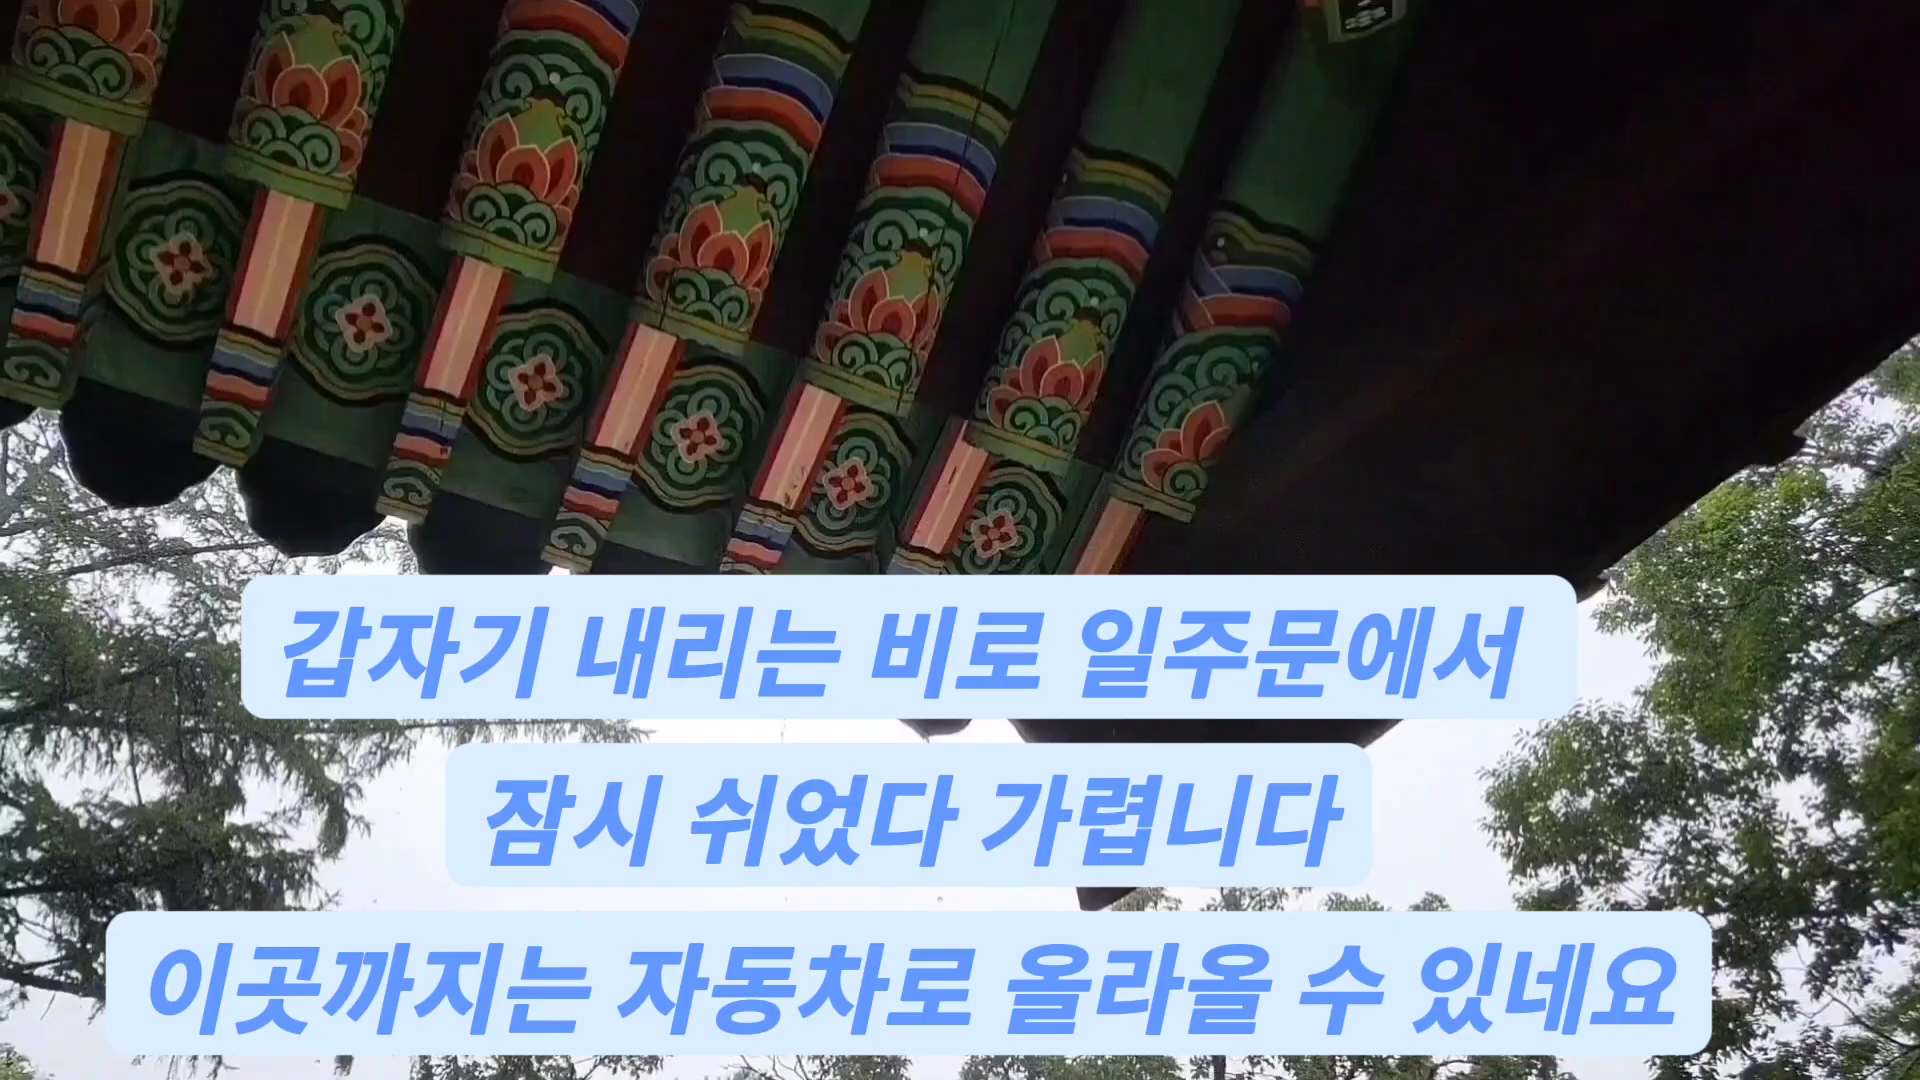 갑자기 내리는 비로 일주문에서
잠시 쉬었다 가렵니다
이곳까지는 자동차로 올라올 수 있네요